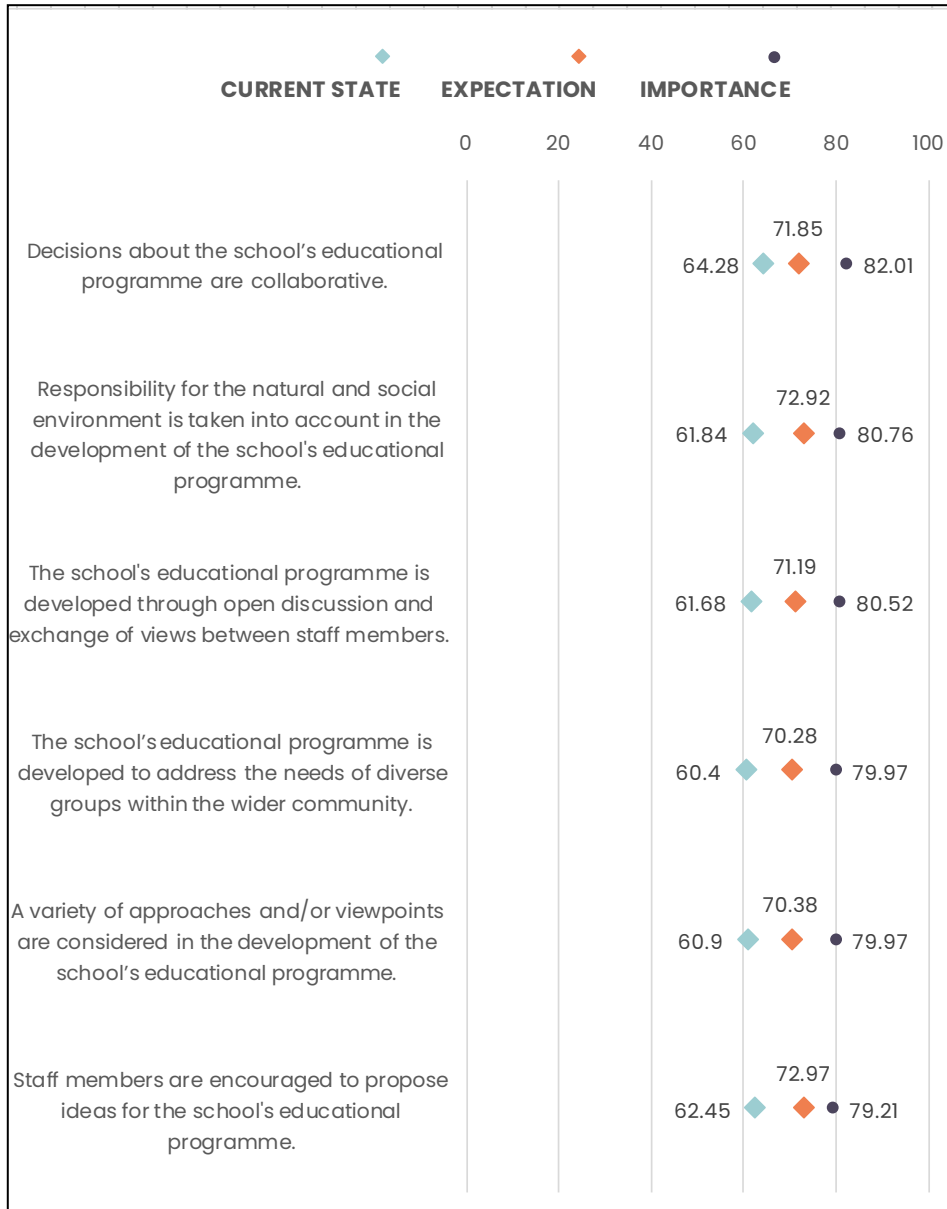 CURRENT STATE EXPECTATION IMPORTANCE
0 20 40 60 80 100
Decisions about the school’s educational
programme are collaborative.
71.85
64.28 82.01
Responsibility for the natural and social
environment is taken into account in the
development of the school's educational
programme.
72.92
61.84 80.76
The school's educational programme is
developed through open discussion and
exchange of views between staff members.
71.19
61.68 80.52
The school’s educational programme is
developed to address the needs of diverse
groups within the wider community.
70.28
60.4 79.97
A variety of approaches and/or viewpoints
are considered in the development of the
school’s educational programme.
70.38
60.9 79.97
Staff members are encouraged to propose
ideas for the school's educational
programme.
72.97
62.45 79.21